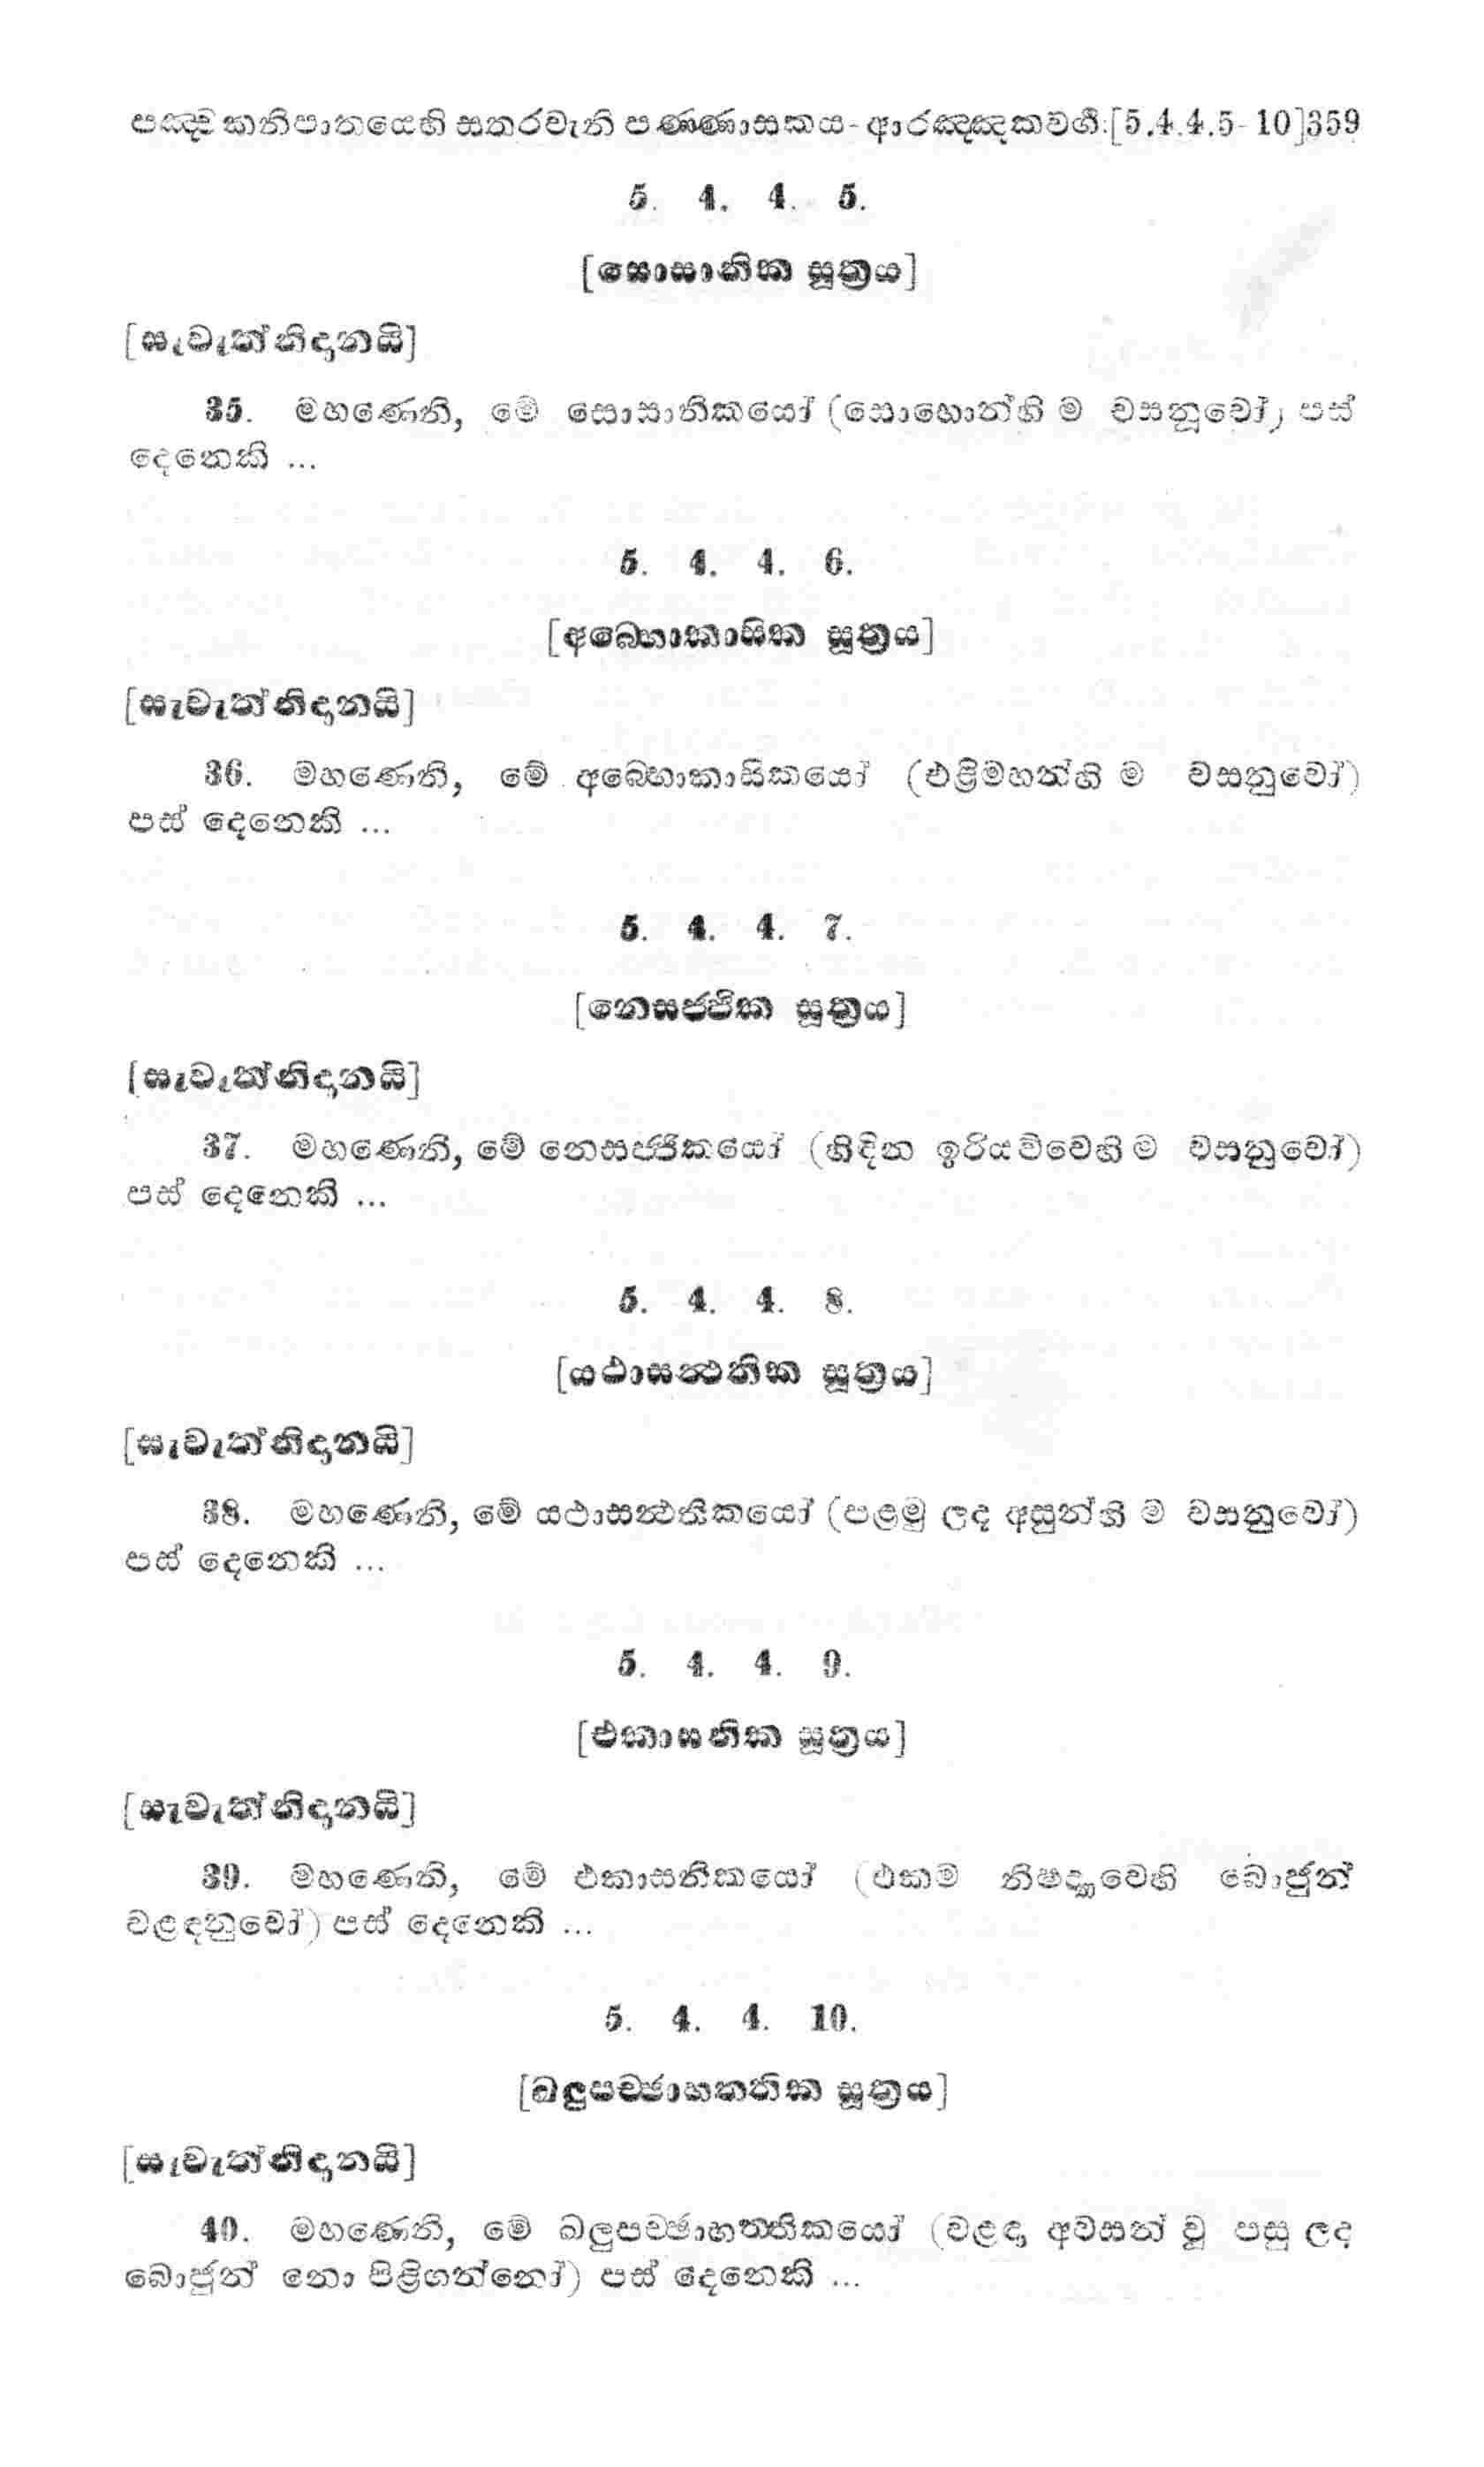 පඤ්චකනිපාතයෙහි සතරවැනි පණ්ණාසකය-ආරඤ්ඤකවර්ග:[5.4.4.5-10]359
5. 4. 4. 5.
[සොසානික සූත්‍රය]
[සැවැත්නිදානයි]
35. මහණෙනි, මේ සොසානිකයෝ (සොහොන්හි ම වසනුවෝ) පස්
දෙනෙකි ...
5. 4. 4. 6.
[අබ්භොකාසික සූත්‍රය]
[සැවැත්නිදානයි]
36. මහණෙනි, මේ අබ්භොකාසිකයෝ (එළිමහන්හි ම වසනුවෝ)
පස් දෙනෙකි ...
5. 4. 4. 7.
[නෙසජ්ජික සූත්‍රය]
[සැවැත්නිදානයි]
37. මහණෙනි, මේ නෙසජ්ජිකයෝ (හිදින ඉරියව්වෙහි ම වසනුවෝ)
පස් දෙනෙකි ...
5. 4. 4. 8.
[යථාසන්‍ථතික සූත්‍රය]
[සැවැත්නිදානයි]
38. මහණෙනි, මේ යථාසන්‍ථතිකයෝ (පළමු ලද අසුන්හි ම වසනුවෝ)
පස් දෙනෙකි ...
5. 4. 4. 9.
[එකාසනික සූත්‍රය]
[සැවැත්නිදානයි]
39. මහණෙනි, මේ එකාසනිකයෝ (එකම නිෂද්‍යාවෙහි බොජුන්
වළඳනුවෝ) පස් දෙනෙකි ...
5. 4. 4. 10.
[ඛලුපච්ඡාභත්තික සූත්‍රය]
[සැවැත්නිදානයි]
40. මහණෙනි, මේ ඛලුපච්ඡාභත්තිකයෝ (වළඳා අවසන් වූ පසු ලද
බොජුන් නො පිළිගන්නෝ) පස් දෙනෙකි ...